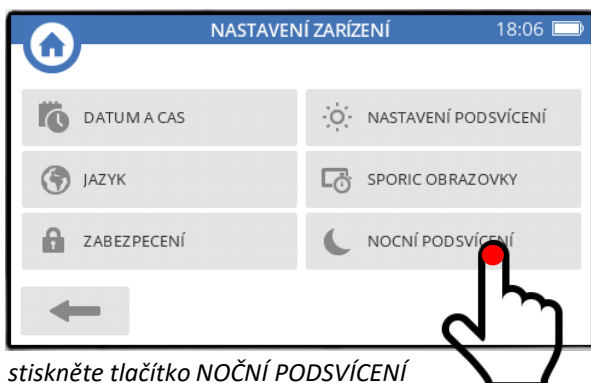 NASTAVENÍ ZARÍZENÍ 18:06
DATUM A CAS
NASTAVENÍ PODSVÍCENÍ
JAZYK
SPORIC OBRAZOVKY
ZABEZPECENÍ
NOCNÍ PODSVÍCENÍ
stiskněte tlačítko NOČNÍ PODSVÍCENÍ